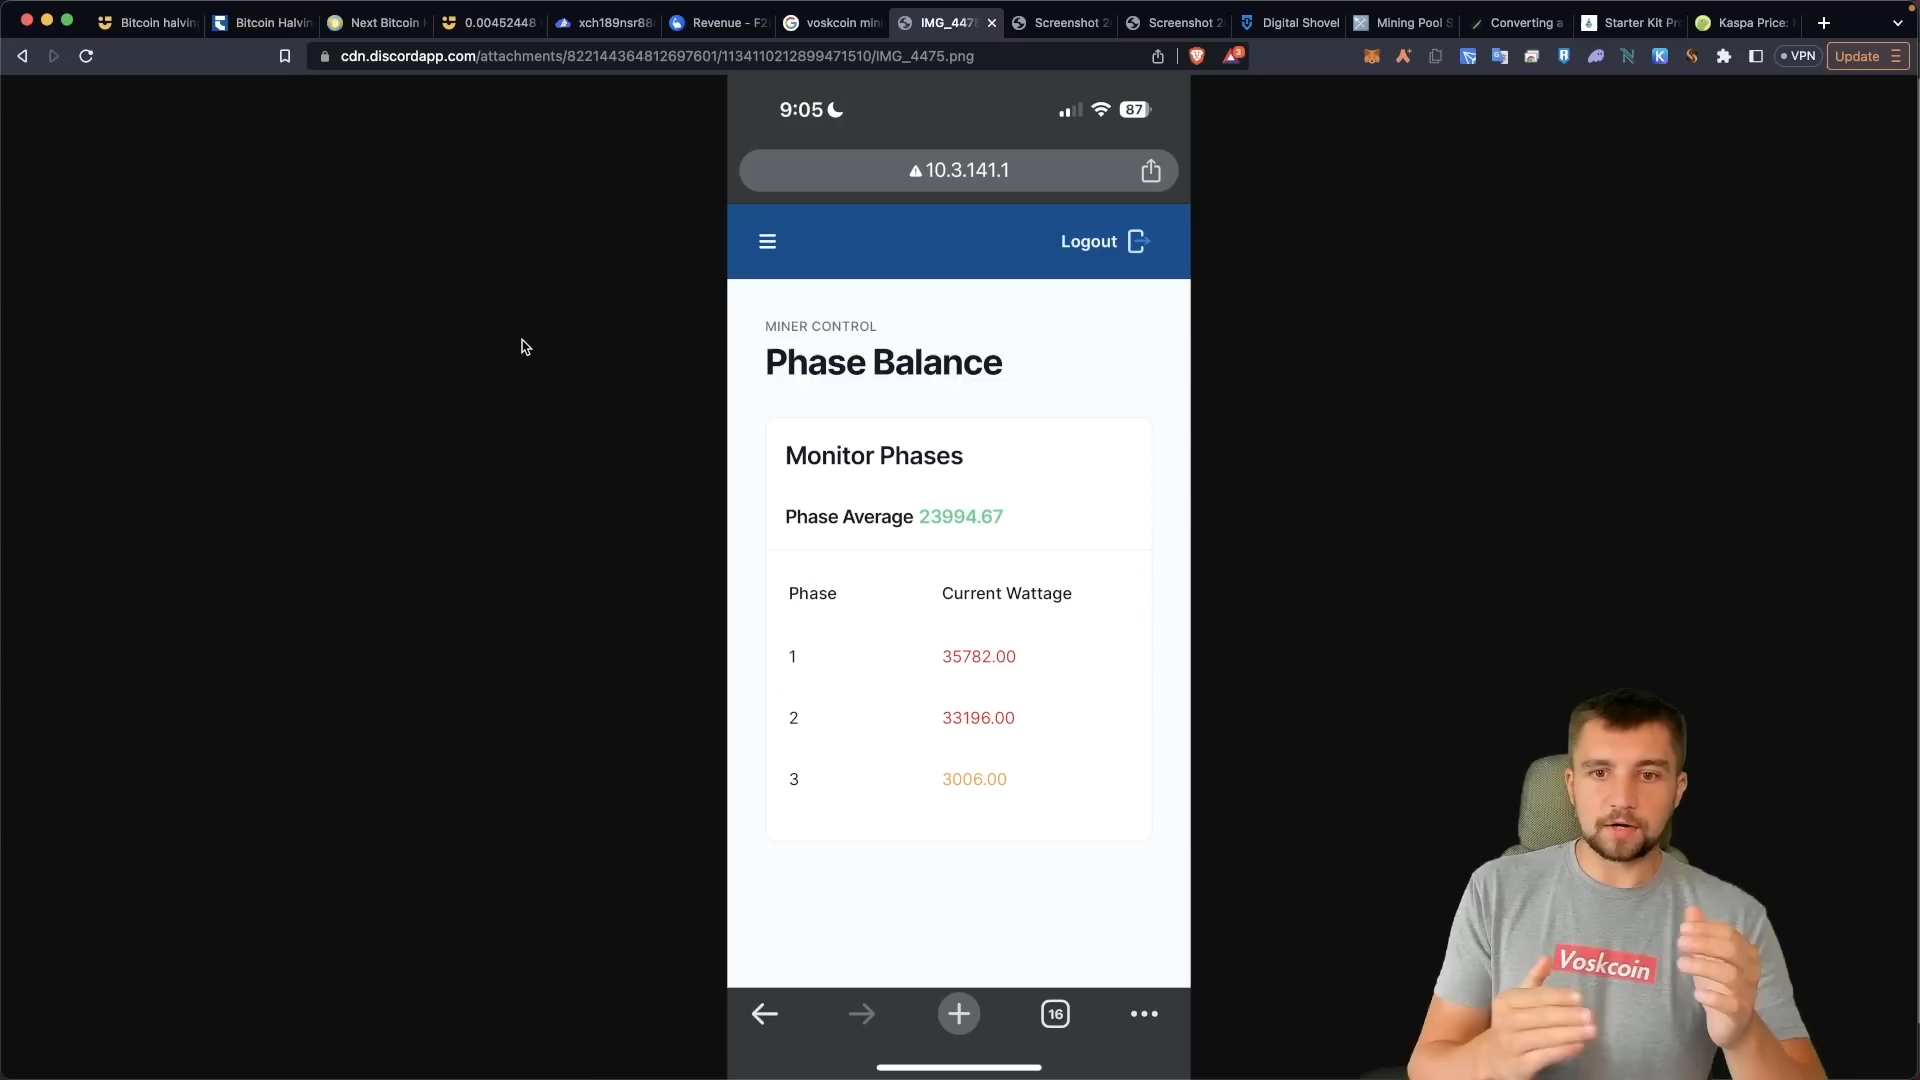 Bitcoin halvin
Bitcoin Halvin
Next Bitcoin
0.00452448
xch189nsr88
Revenue - F2
voskcoin mini
IMG_4475
Screenshot 2
Screenshot 2
Digital Shovel
Mining Pool S
Converting a
Starter Kit Pr
Kaspa Price:
cdn.discordapp.com/attachments/822144364812697601/1134110212899471510/IMG_4475.png
3
VPN
Update
9:05
87
10.3.141.1
Logout
MINER CONTROL
Phase Balance
Monitor Phases
Phase Average 23994.67
Phase Current Wattage
1 35782.00
2 33196.00
3 3006.00
16
Voskcoin